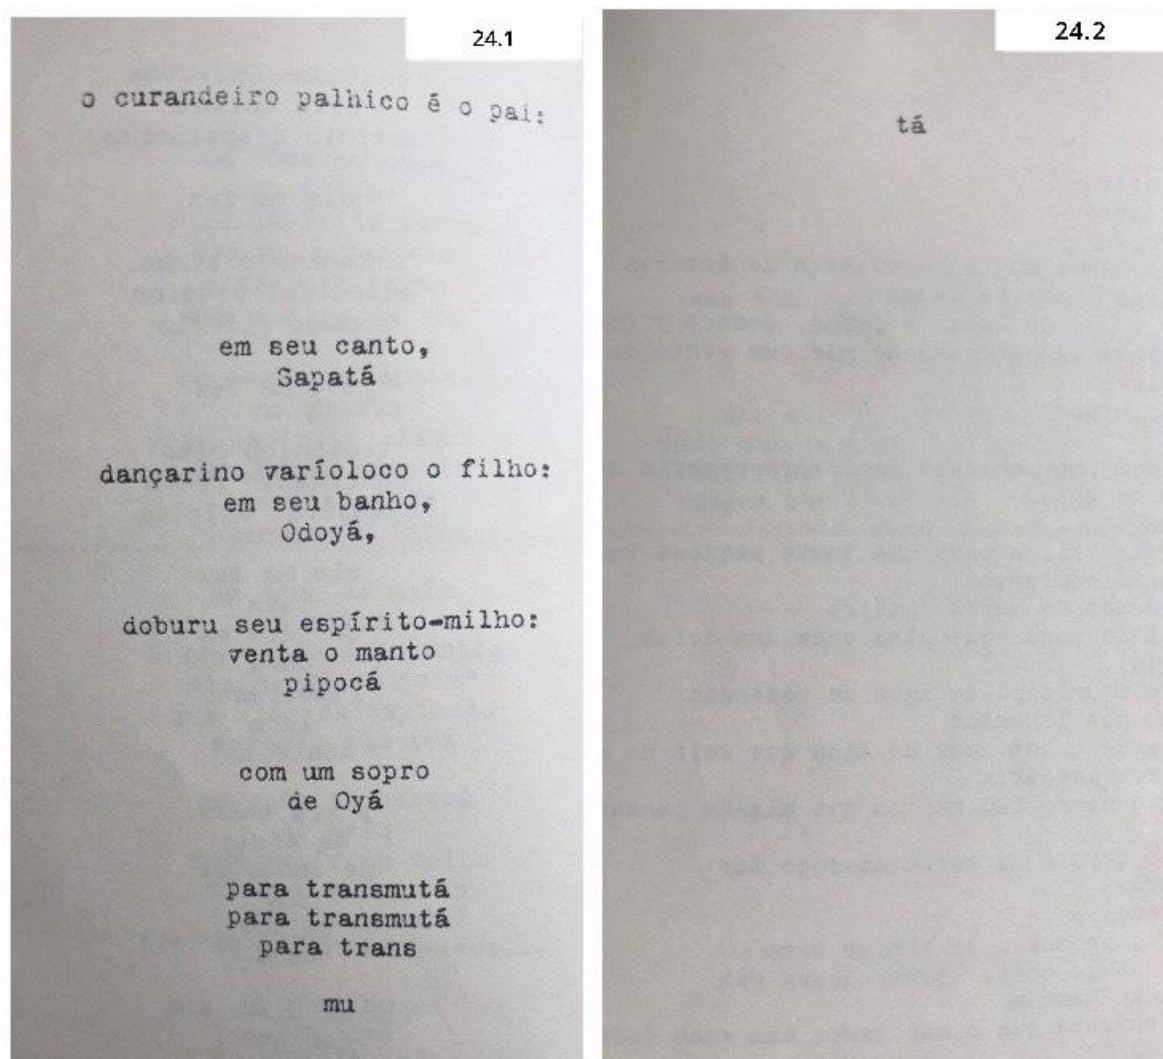 24.1
o curandeiro palhico é o pai:
em seu canto,
Sapatá
dançarino varíoloco o filho:
em seu banho,
Odoyá,
doburu seu espírito-milho:
venta o manto
pipocá
com um sopro
de Oyá
para transmutá
para transmutá
para trans
mu
24.2
tá